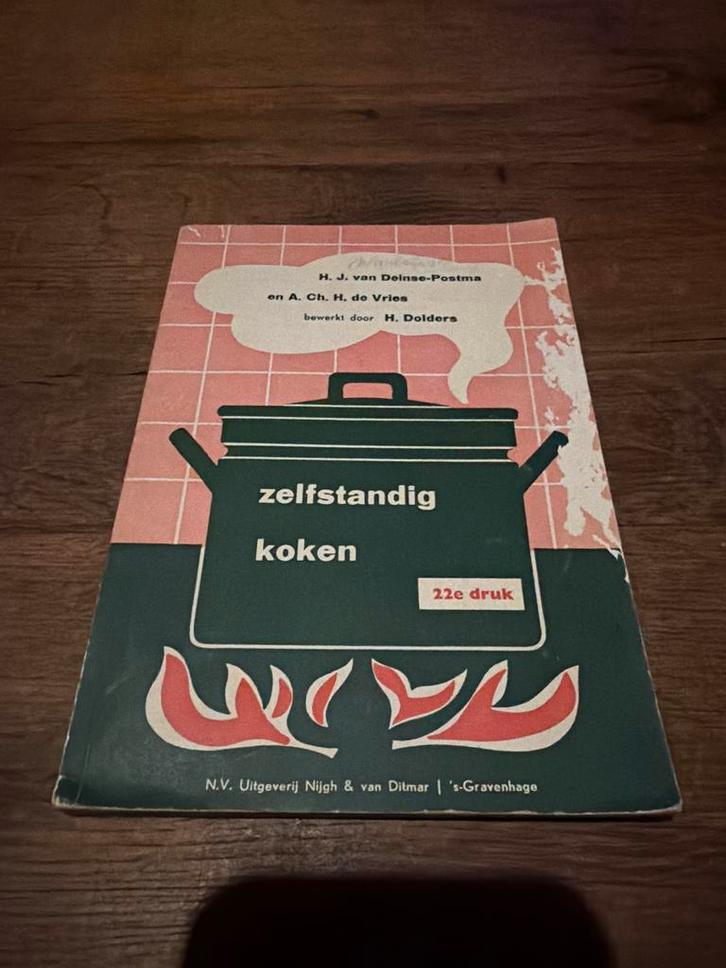 H. J. van Deinse-Postma
en A. Ch. H. de Vries
bewerkt door H. Dolders
zelfstandig
koken
22e druk
N.V. Uitgeverij Nijgh & van Ditmar | 's-Gravenhage